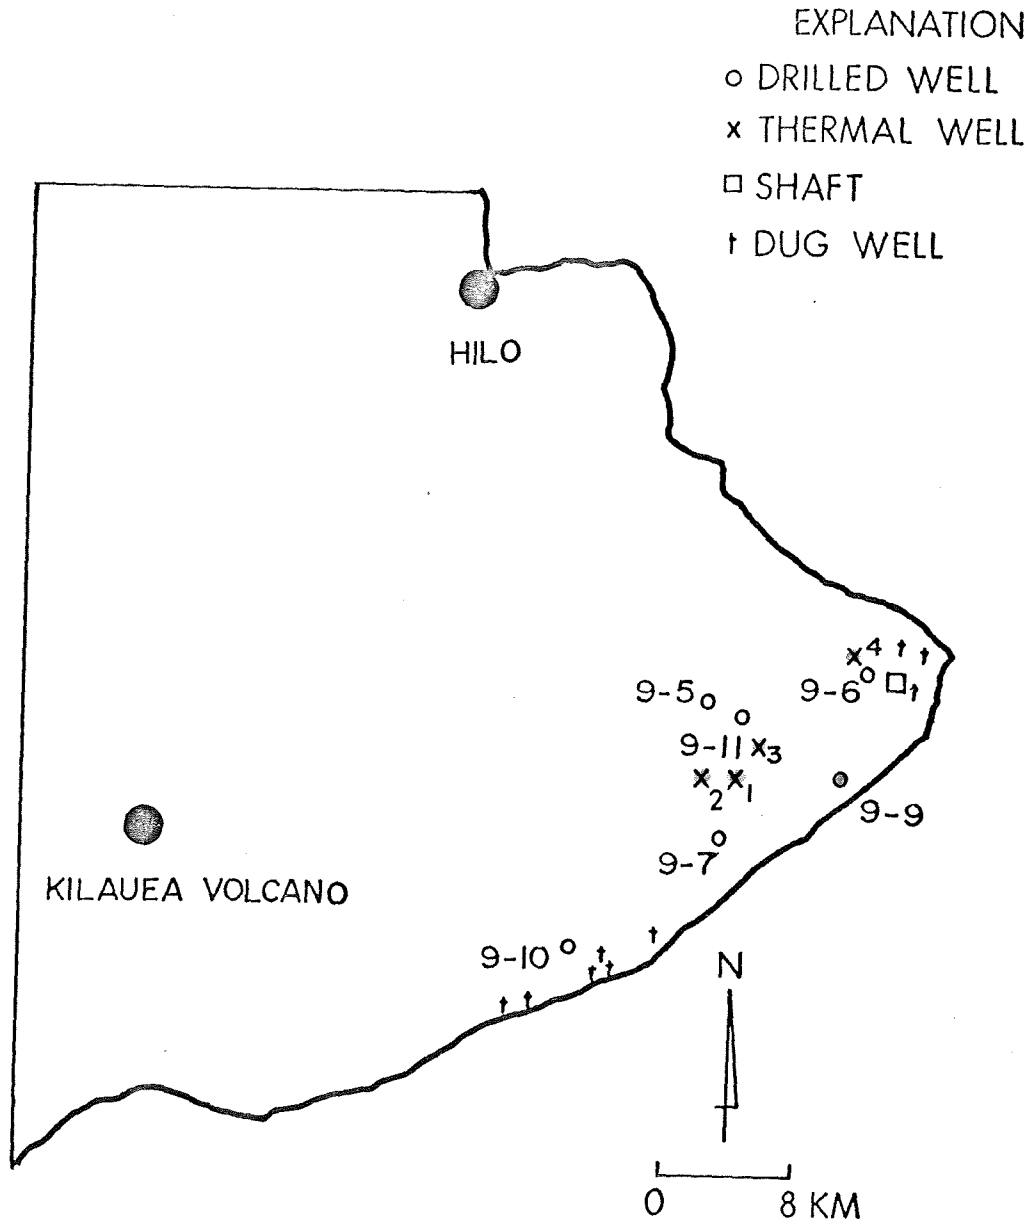 EXPLANATION
DRILLED WELL
x THERMAL WELL
SHAFT
DUG WELL
HILO
4
9-6
9-5
9-11 x3
x2 x1
9-9
9-7
KILAUEA VOLCANO
9-10
N
0 8 KM